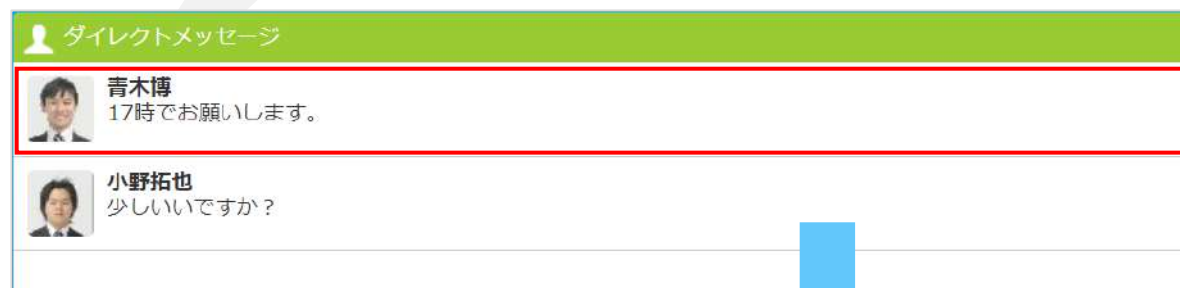 ダイレクトメッセージ
青木博
17時でお願いします。
小野拓也
少しいいですか？